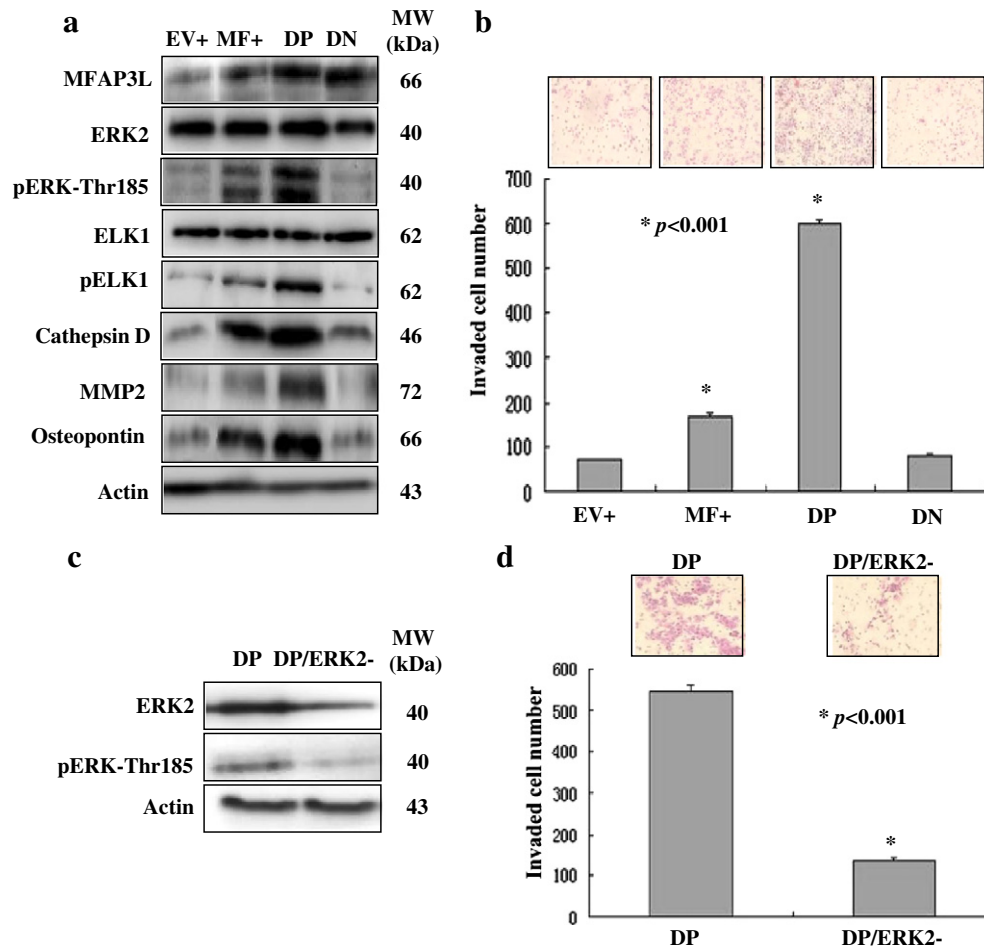 a
EV+ MF+ DP DN
MW
(kDa)
MFAP3L 66
ERK2 40
pERK-Thr185 40
ELK1 62
pELK1 62
Cathepsin D 46
MMP2 72
Osteopontin 66
Actin 43
b
Invaded cell number
700
600
500
400
300
200
100
0
* p<0.001
*
*
EV+ MF+ DP DN
c
DP DP/ERK2-
MW
(kDa)
ERK2 40
pERK-Thr185 40
Actin 43
d
DP DP/ERK2-
Invaded cell number
600
500
400
300
200
100
0
* p<0.001
*
DP DP/ERK2-